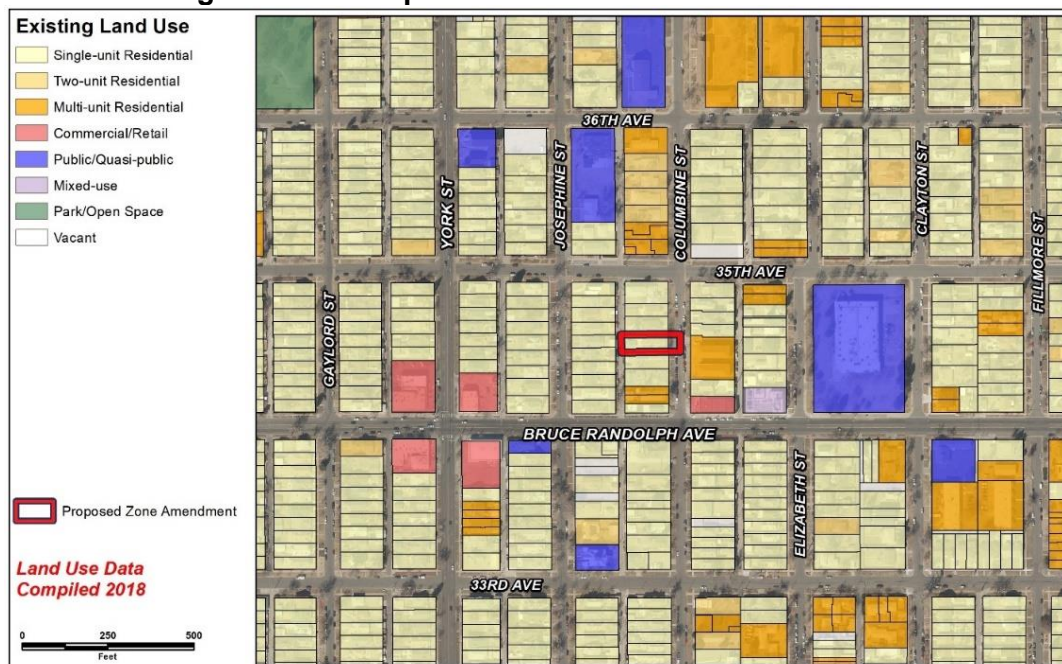 Existing Land Use
Single-unit Residential
Two-unit Residential
Multi-unit Residential
Commercial/Retail
Public/Quasi-public
Mixed-use
Park/Open Space
Vacant
Proposed Zone Amendment
Land Use Data
Compiled 2018
0 250 500
Feet
36TH AVE
YORK ST
JOSEPHINE ST
COLUMBINE ST
CLAYTON ST
35TH AVE
FILLMORE ST
GAYLORD ST
BRUCE RANDOLPH AVE
ELIZABETH ST
33RD AVE